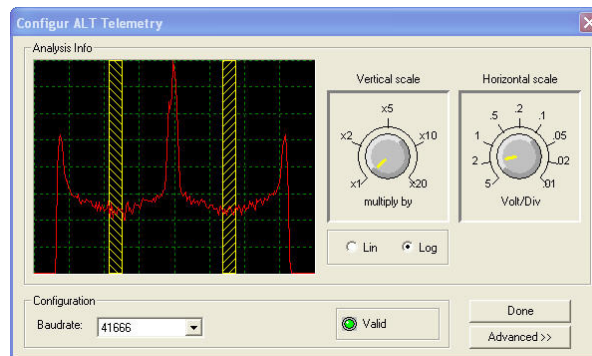 Configur ALT Telemetry
Analysis Info
Vertical scale
x1
x2
x5
x10
x20
multiply by
Horizontal scale
5
2
1
.5
.2
.1
.05
.02
.01
Volt/Div
Lin
Log
Configuration
Baudrate: 41666
Valid
Done
Advanced >>